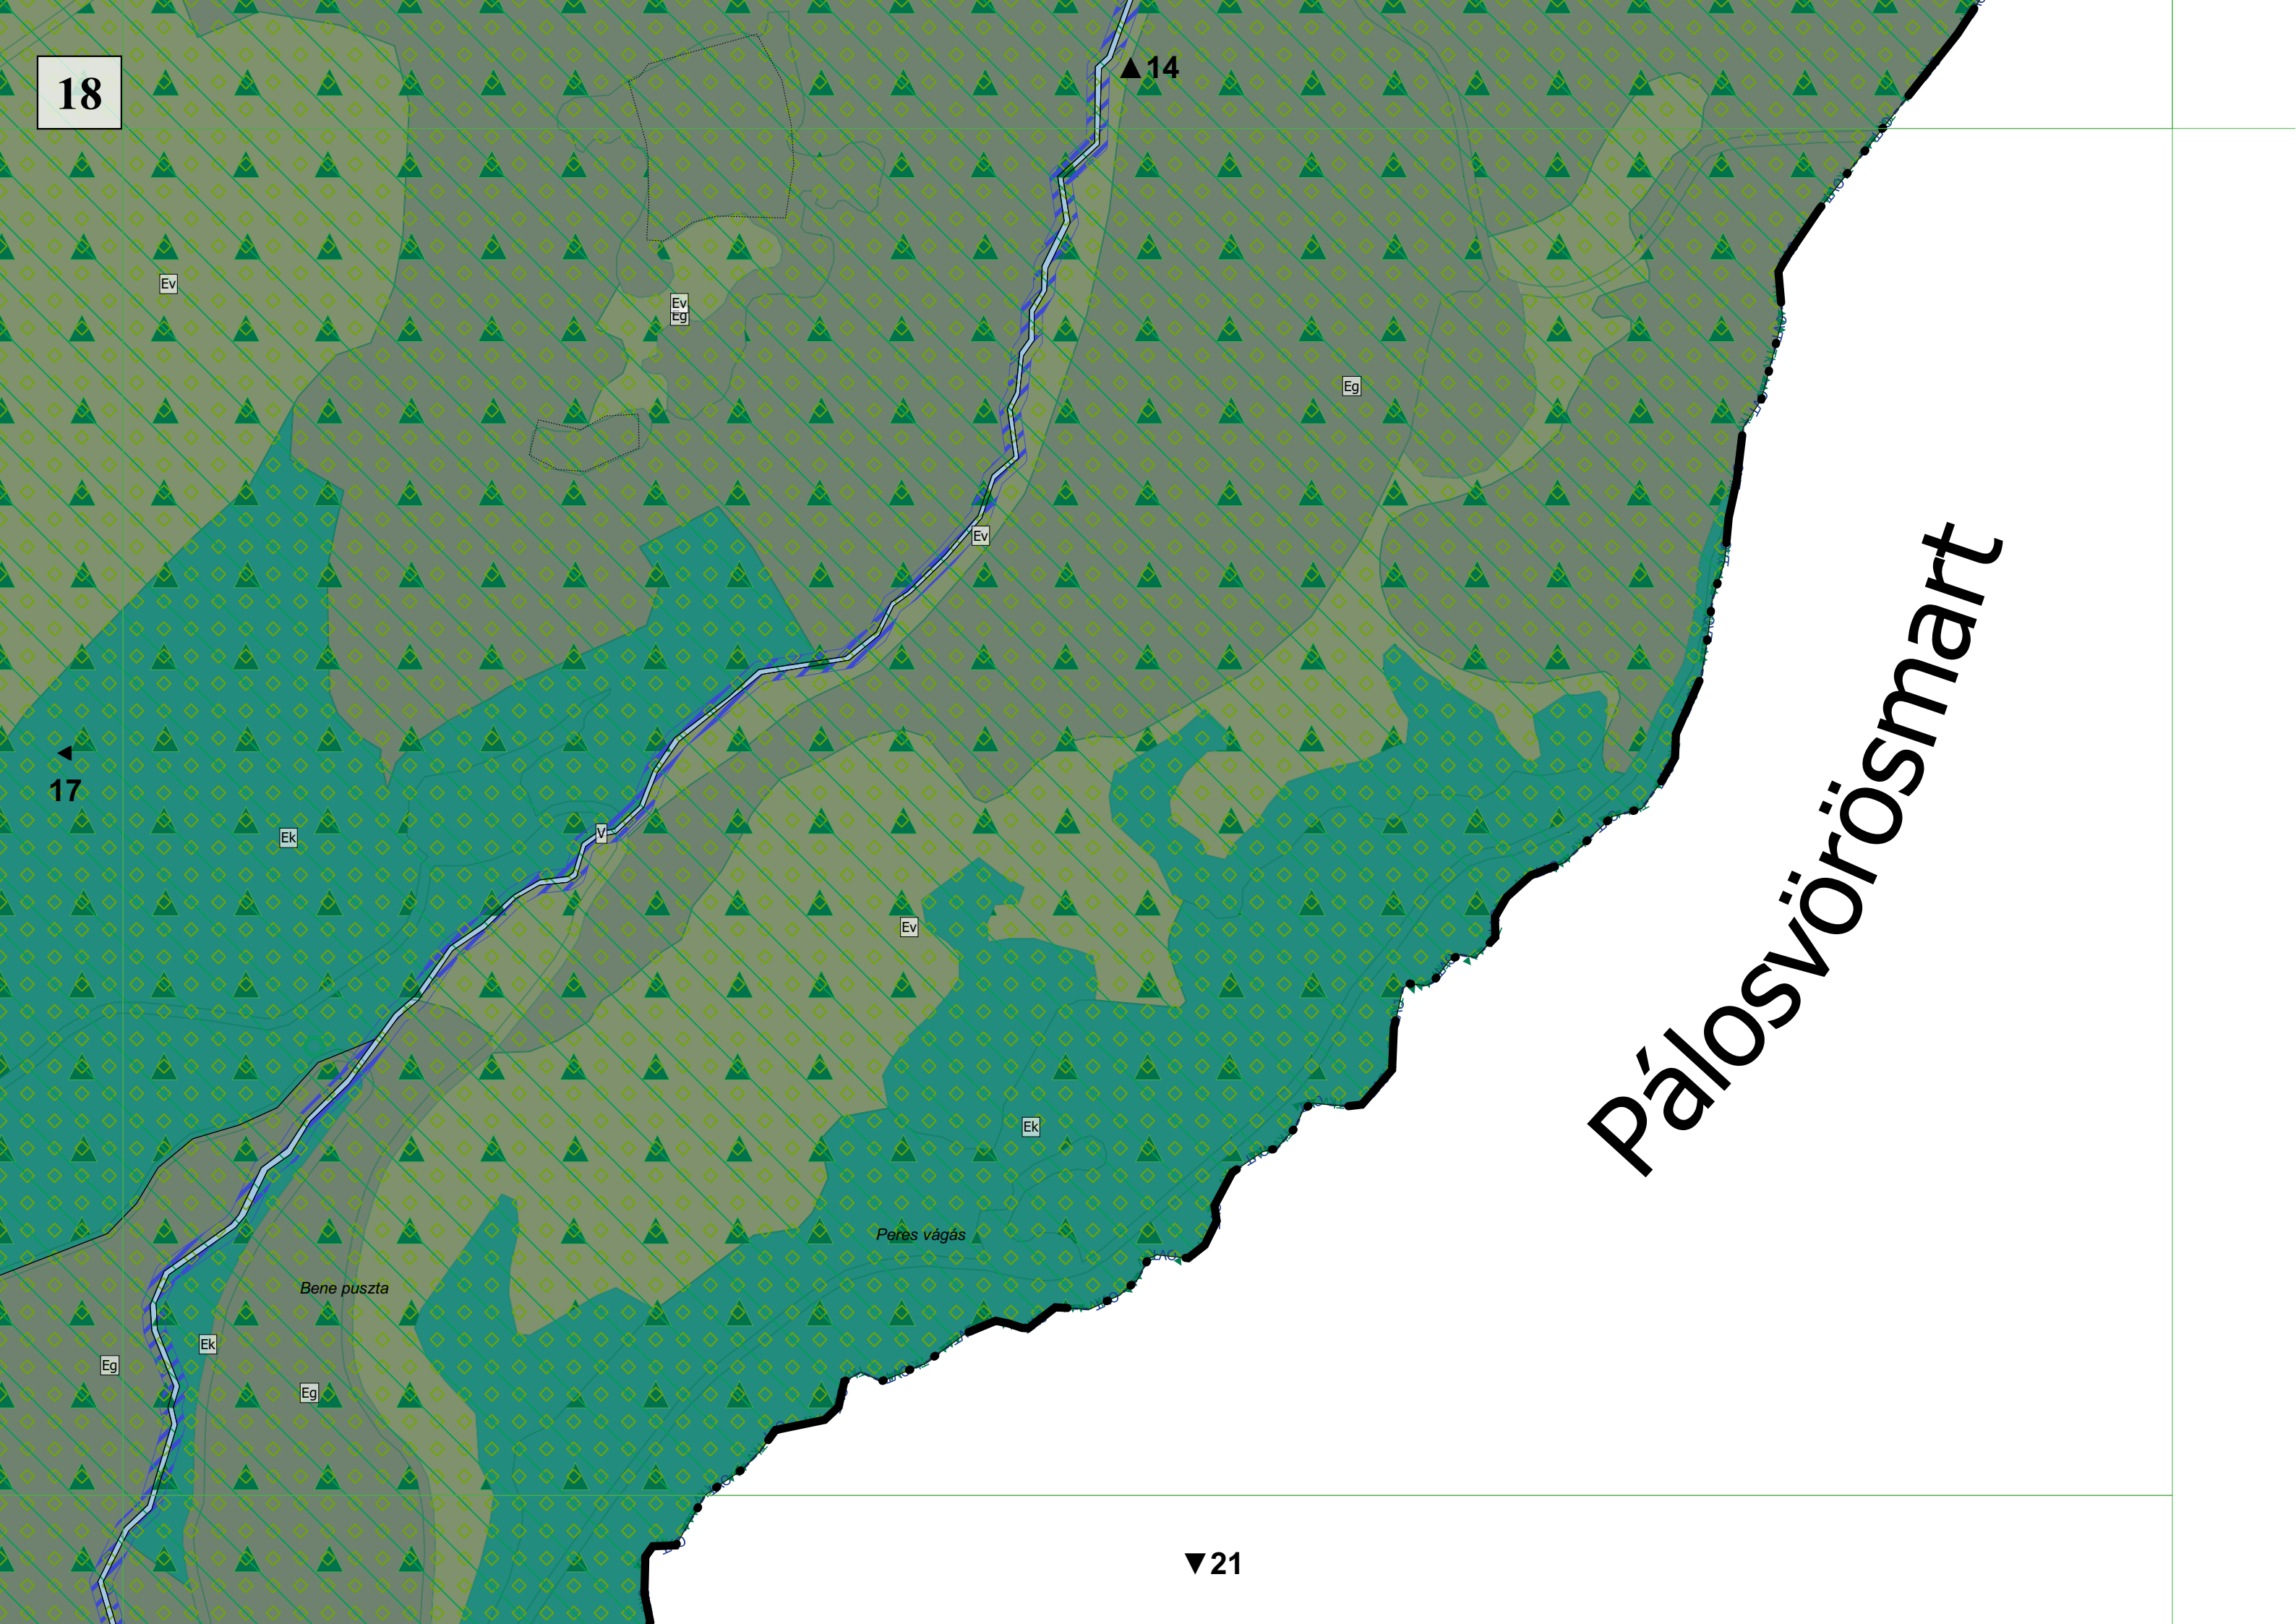 18
▲14
Ev
Ev
Eg
Eg
Ev
Pálosvörösmart
◄
17
Ek
V
Ev
Ek
Peres vágás
Bene puszta
Ek
Eg
Eg
▼21